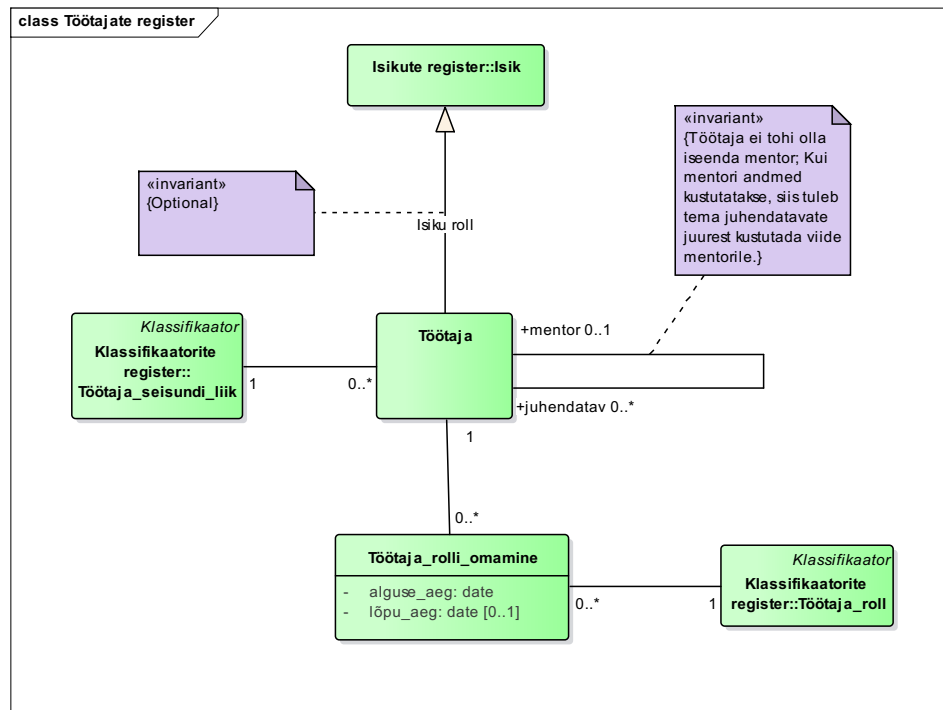 class Töötajate register
Isikute register::Isik
«invariant»
{Töötaja ei tohi olla
iseenda mentor; Kui
mentori andmed
kustutatakse, siis tuleb
tema juhendatavate
juurest kustutada viide
mentorile.}
«invariant»
{Optional}
Isiku roll
Klassifikaator
Klassifikaatorite
register::
Töötaja_seisundi_liik
1
0..*
Töötaja
+mentor 0..1
+juhendatav 0..*
1
0..*
Töötaja_rolli_omamine
- alguse_aeg: date
- lõpu_aeg: date [0..1]
0..*
1
Klassifikaator
Klassifikaatorite
register::Töötaja_roll